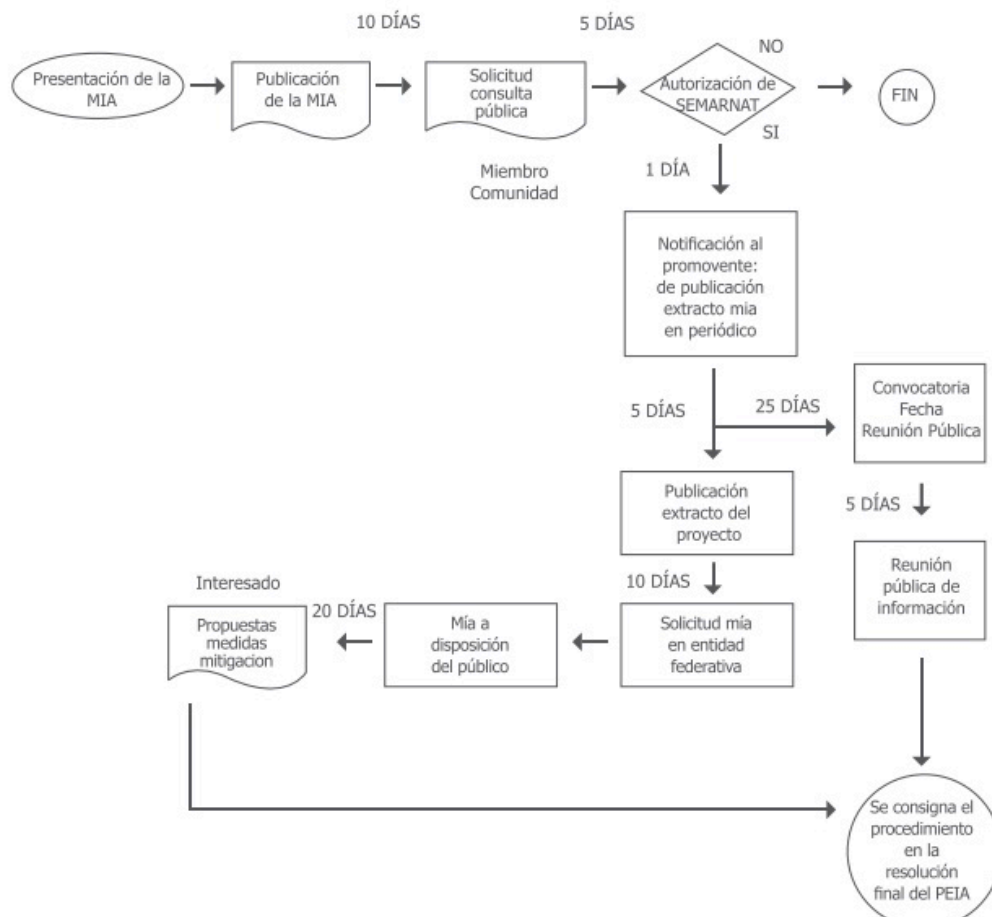 10 DÍAS
5 DÍAS
Presentación de la
MIA
Publicación
de la MIA
Solicitud
consulta
pública
Autorización de
SEMARNAT
NO
FIN
SI
Miembro
Comunidad
1 DÍA
Notificación al
promovente:
de publicación
extracto mia
en periódico
5 DÍAS
25 DÍAS
Convocatoria
Fecha
Reunión Pública
Publicación
extracto del
proyecto
5 DÍAS
Reunión
pública de
información
10 DÍAS
Solicitud mía
en entidad
federativa
Mía a
disposición
del público
20 DÍAS
Interesado
Propuestas
medidas
mitigacion
Se consigna el
procedimiento
en la
resolución
final del PEIA